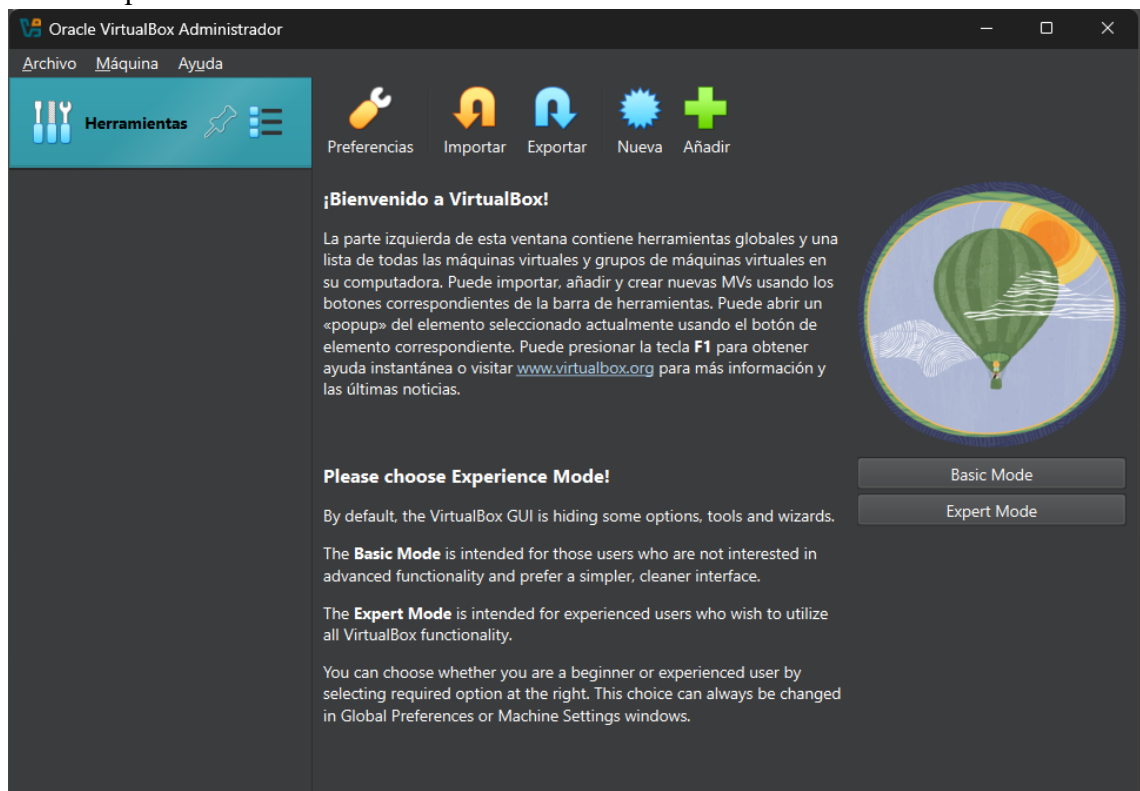 Oracle VirtualBox Administrador
Archivo Máquina Ayuda
Herramientas
Preferencias Importar Exportar Nueva Añadir
¡Bienvenido a VirtualBox!
La parte izquierda de esta ventana contiene herramientas globales y una
lista de todas las máquinas virtuales y grupos de máquinas virtuales en
su computadora. Puede importar, añadir y crear nuevas MVs usando los
botones correspondientes de la barra de herramientas. Puede abrir un
«popup» del elemento seleccionado actualmente usando el botón de
elemento correspondiente. Puede presionar la tecla F1 para obtener
ayuda instantánea o visitar www.virtualbox.org para más información y
las últimas noticias.
Please choose Experience Mode!
By default, the VirtualBox GUI is hiding some options, tools and wizards.
The Basic Mode is intended for those users who are not interested in
advanced functionality and prefer a simpler, cleaner interface.
The Expert Mode is intended for experienced users who wish to utilize
all VirtualBox functionality.
You can choose whether you are a beginner or experienced user by
selecting required option at the right. This choice can always be changed
in Global Preferences or Machine Settings windows.
Basic Mode
Expert Mode